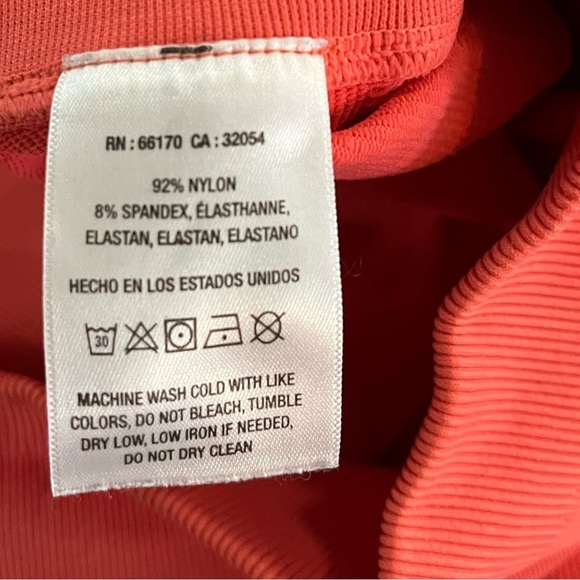 RN : 66170 CA : 32054
92% NYLON
8% SPANDEX, ÉLASTHANNE,
ELASTAN, ELASTAN, ELASTANO
HECHO EN LOS ESTADOS UNIDOS
30
MACHINE WASH COLD WITH LIKE
COLORS, DO NOT BLEACH, TUMBLE
DRY LOW, LOW IRON IF NEEDED,
DO NOT DRY CLEAN